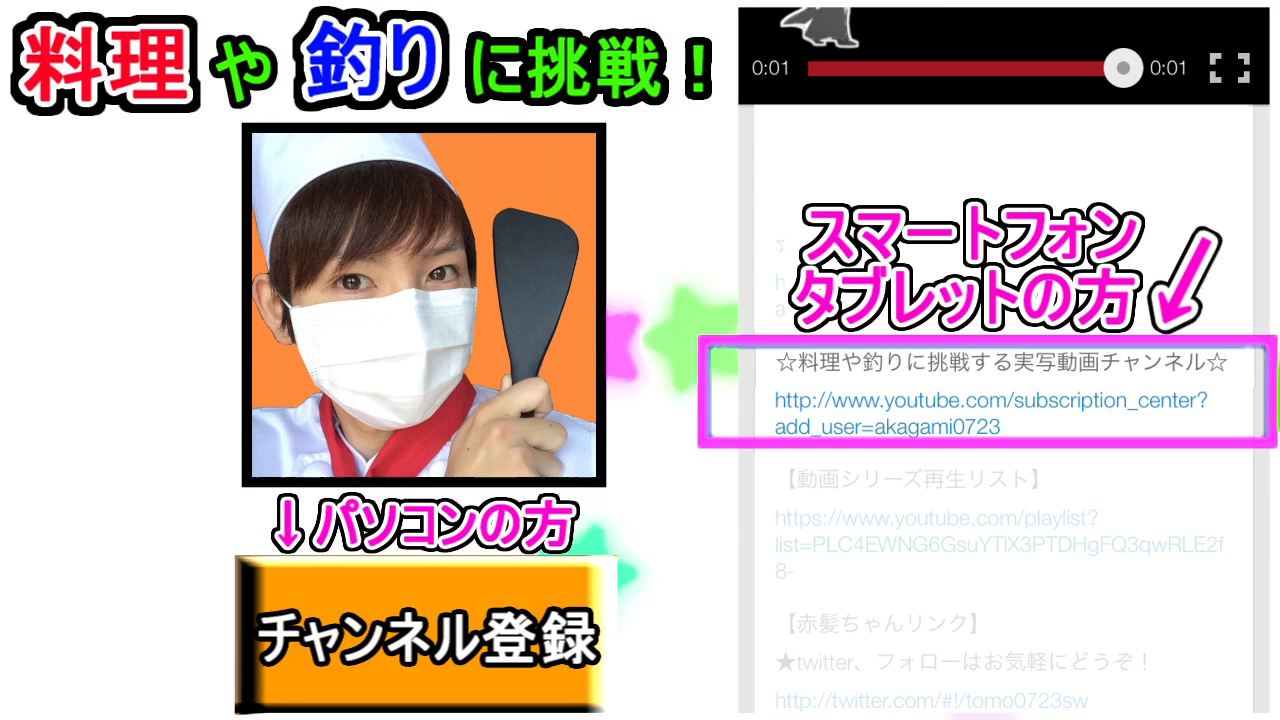 料理や釣りに挑戦！
↓パソコンの方
チャンネル登録
0:01
0:01
スマートフォン
タブレットの方
☆料理や釣りに挑戦する実写動画チャンネル☆
http://www.youtube.com/subscription_center?
add_user=akagami0723
【動画シリーズ再生リスト】
https://www.youtube.com/playlist?
list=PLC4EWNG6GsuYTlX3PTDHgFQ3qwRLE2f
8-
【赤髪ちゃんリンク】
★twitter、フォローはお気軽にどうぞ！
http://twitter.com/#!/tomo0723sw